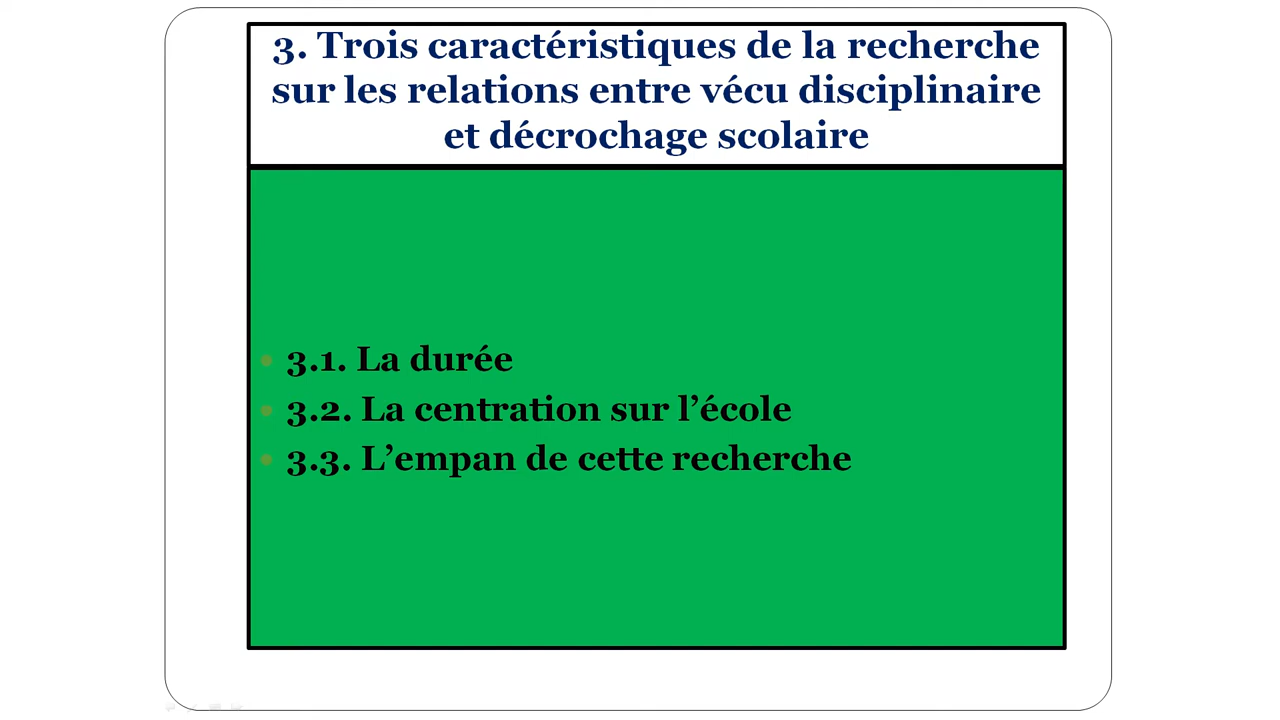 3. Trois caractéristiques de la recherche
sur les relations entre vécu disciplinaire
et décrochage scolaire
• 3.1. La durée
• 3.2. La centration sur l’école
• 3.3. L’empan de cette recherche